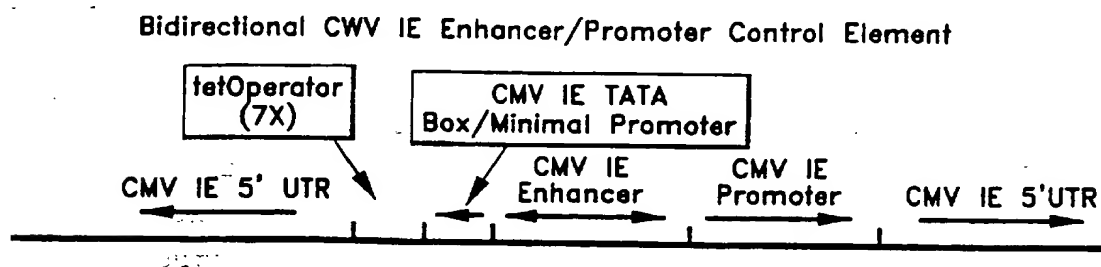 Bidirectional CWV IE Enhancer/Promoter Control Element
tetOperator
(7X)
CMV IE TATA
Box/Minimal Promoter
CMV IE 5' UTR
CMV IE
Enhancer
CMV IE
Promoter
CMV IE 5'UTR